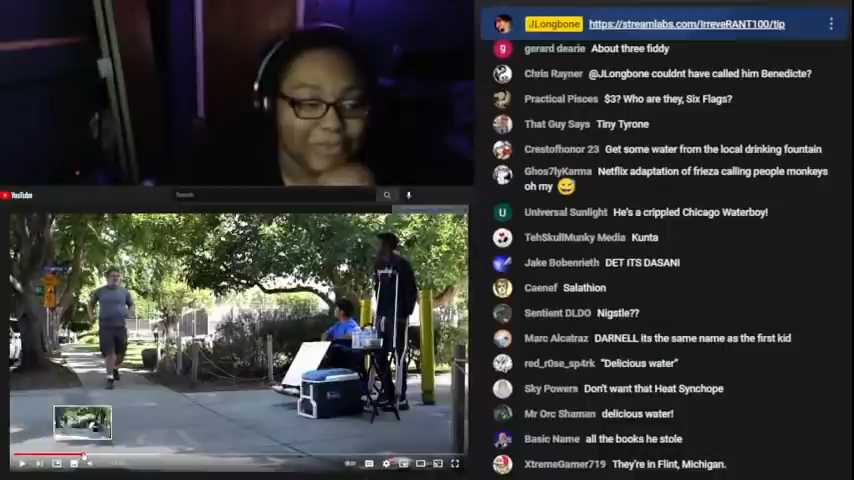 JLongbone https://streamlabs.com/IrreveRANT100/tip
gerard dearie About three fiddy
Chris Rayner @JLongbone couldnt have called him Benedicte?
Practical Pisces $3? Who are they, Six Flags?
That Guy Says Tiny Tyrone
Crestofhonor 23 Get some water from the local drinking fountain
Ghos7lyKarma Netflix adaptation of frieza calling people monkeys
oh my
Universal Sunlight He's a crippled Chicago Waterboy!
TehSkullMunky Media Kunta
Jake Bobenrieth DET ITS DASANI
Caenef Salathion
Sentient DLDO Nigstle??
Marc Alcatraz DARNELL its the same name as the first kid
red_r0se_sp4rk "Delicious water"
Sky Powers Don't want that Heat Synchope
Mr Orc Shaman delicious water!
Basic Name all the books he stole
XtremeGamer719 They're in Flint, Michigan.
YouTube
Search